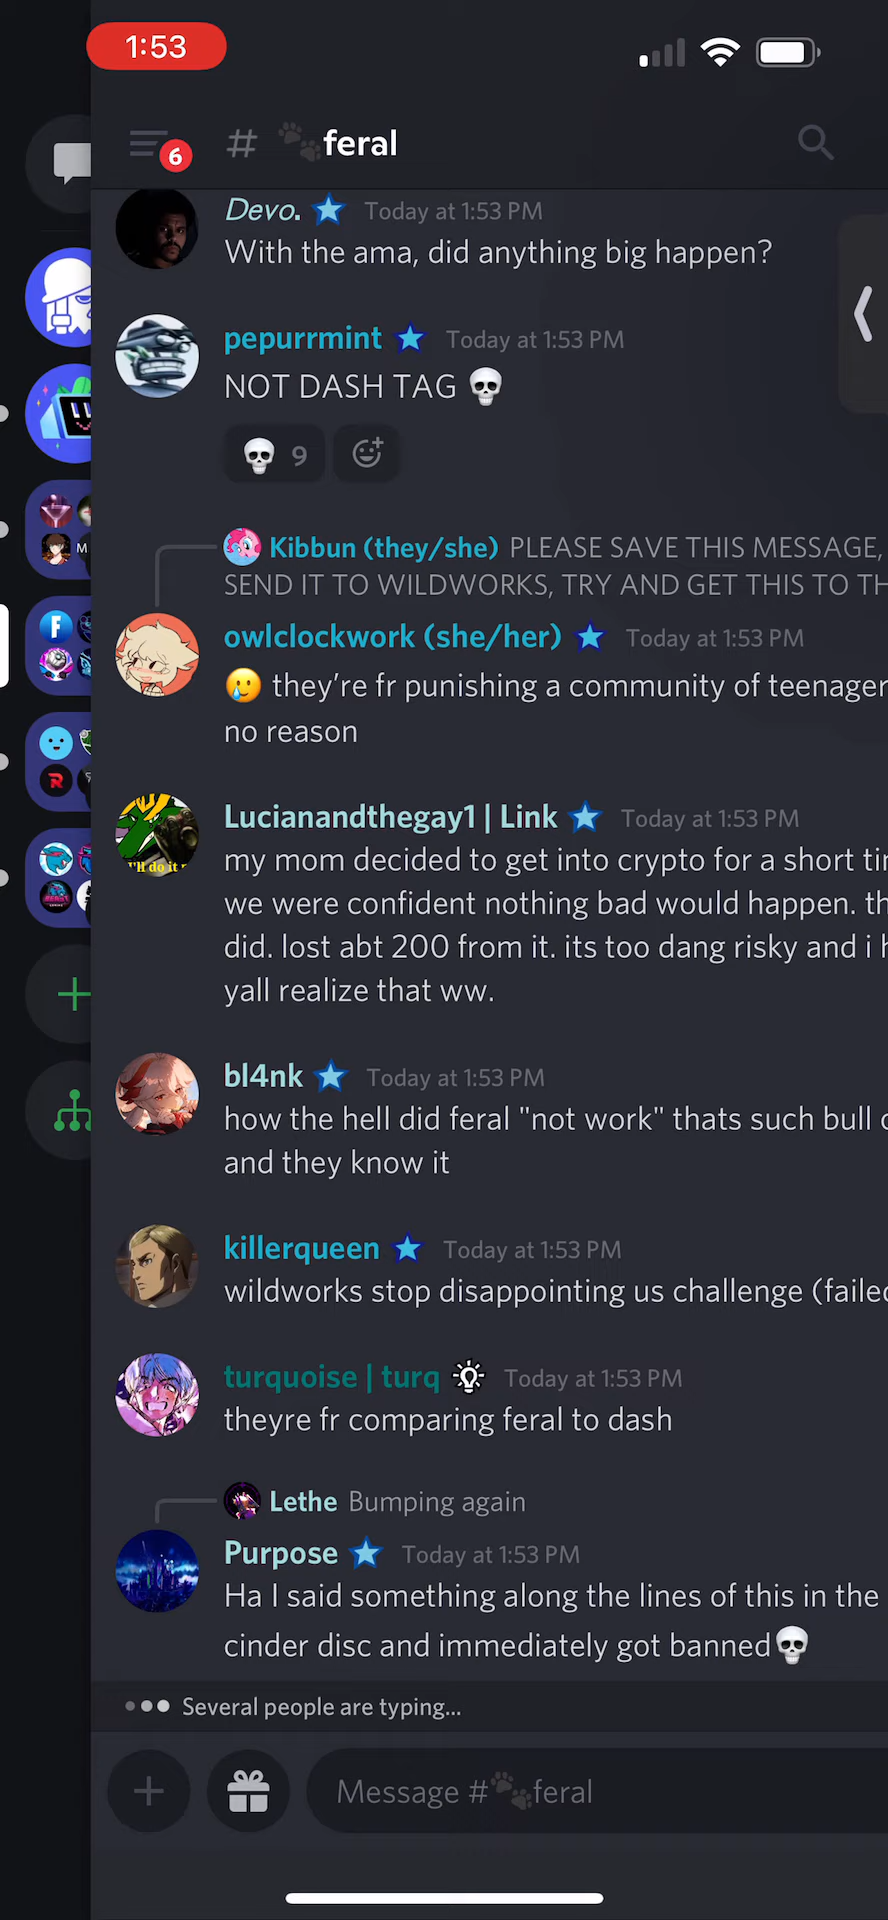 1:53
6
# 🐾feral
Devo. Today at 1:53 PM
With the ama, did anything big happen?
pepurrmint Today at 1:53 PM
NOT DASH TAG 💀
💀 9
Kibbun (they/she) PLEASE SAVE THIS MESSAGE,
SEND IT TO WILDWORKS, TRY AND GET THIS TO TH
owlclockwork (she/her) Today at 1:53 PM
🥲 they're fr punishing a community of teenager
no reason
Lucianandthegay1 | Link Today at 1:53 PM
my mom decided to get into crypto for a short tir
we were confident nothing bad would happen. th
did. lost abt 200 from it. its too dang risky and i h
yall realize that ww.
I'll do it
bl4nk Today at 1:53 PM
how the hell did feral "not work" thats such bull c
and they know it
killerqueen Today at 1:53 PM
wildworks stop disappointing us challenge (failed
turquoise | turq Today at 1:53 PM
theyre fr comparing feral to dash
Lethe Bumping again
Purpose Today at 1:53 PM
Ha I said something along the lines of this in the
cinder disc and immediately got banned💀
Several people are typing...
Message #🐾feral